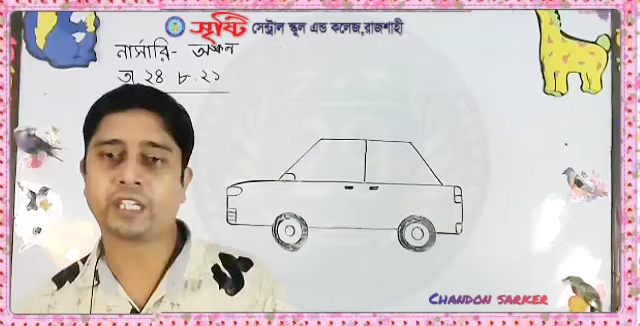 সৃষ্টি সেন্ট্রাল স্কুল এন্ড কলেজ,রাজশাহী
নার্সারি- অঙ্কন
তা ২৪ ৮.২১
CHANDON SARKER